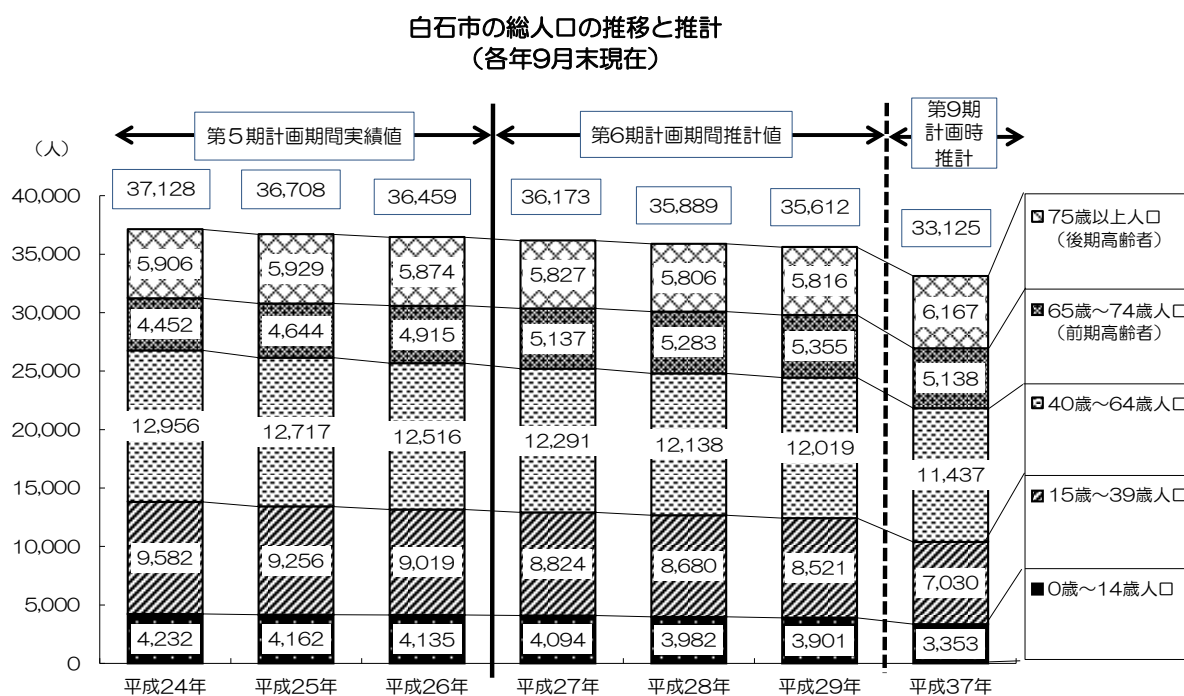 白石市の総人口の推移と推計
（各年9月末現在）
第５期計画期間実績値
第6期計画期間推計値
第9期
計画時
推計
（人）
37,128
36,708
36,459
36,173
35,889
35,612
33,125
40,000
35,000
30,000
25,000
20,000
15,000
10,000
5,000
0
5,906
5,929
5,874
5,827
5,806
5,816
6,167
4,452
4,644
4,915
5,137
5,283
5,355
5,138
12,956
12,717
12,516
12,291
12,138
12,019
11,437
9,582
9,256
9,019
8,824
8,680
8,521
7,030
4,232
4,162
4,135
4,094
3,982
3,901
3,353
平成24年
平成25年
平成26年
平成27年
平成28年
平成29年
平成37年
75歳以上人口
（後期高齢者）
65歳～74歳人口
（前期高齢者）
40歳～64歳人口
15歳～39歳人口
0歳～14歳人口